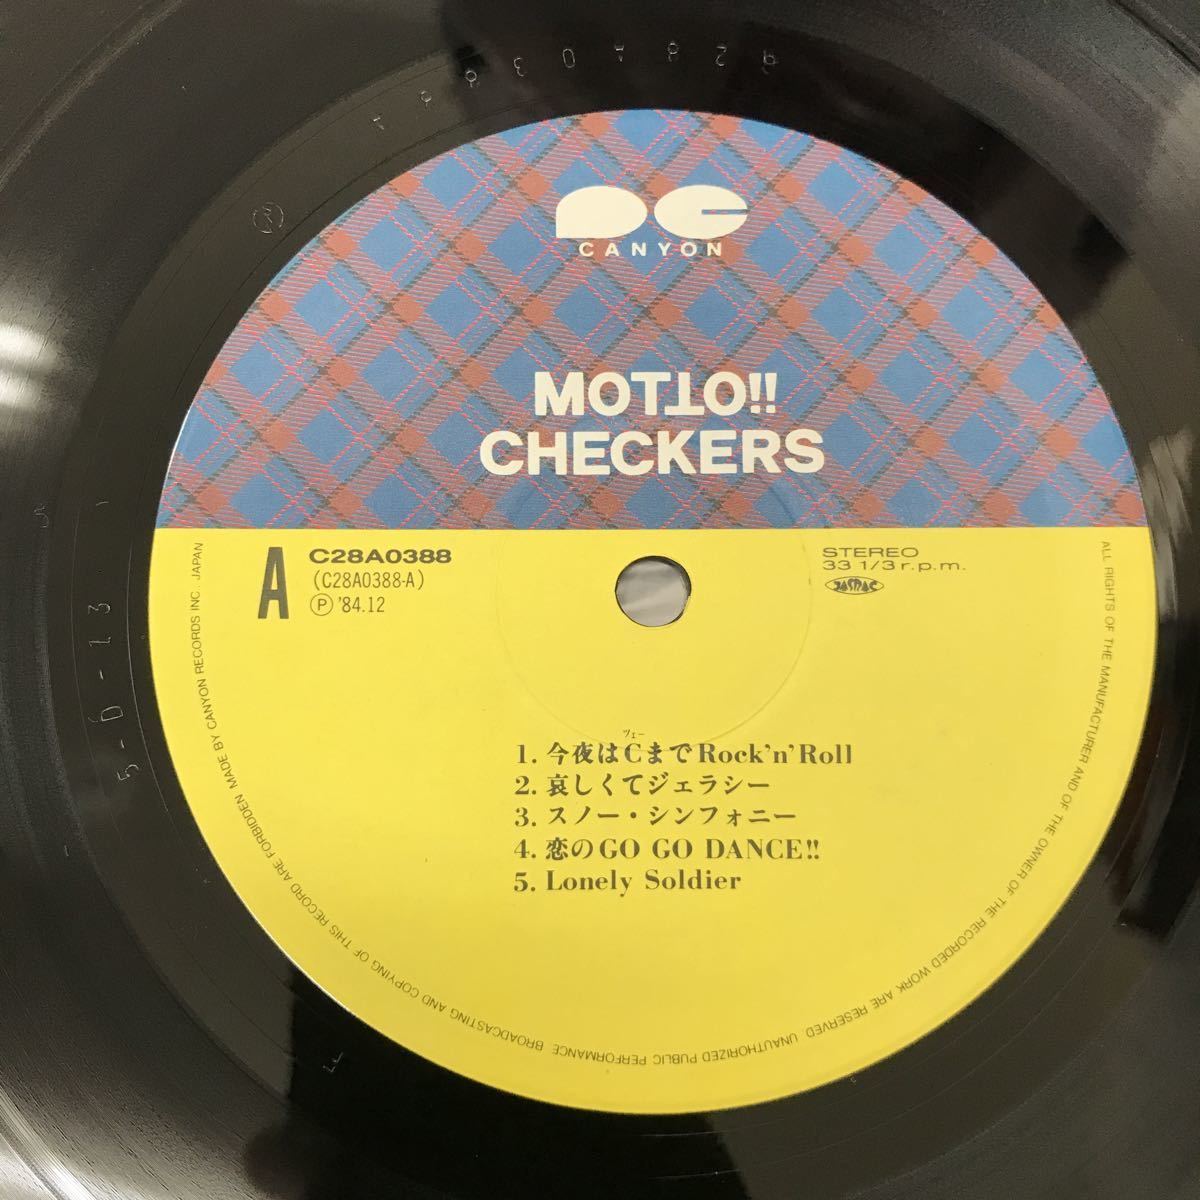 CANYON
MOTTO!!
CHECKERS
A
C28A0388
(C28A0388-A)
Ⓟ '84.12
STEREO
33 1/3 r.p.m.
JASRAC
ツェー
1. 今夜はCまでRock'n'Roll
2. 哀しくてジェラシー
3. スノー・シンフォニー
4. 恋のGO GO DANCE!!
5. Lonely Soldier
ALL RIGHTS OF THE MANUFACTURER AND OF THE OWNER OF THE RECORDED WORK ARE RESERVED. UNAUTHORIZED PUBLIC PERFORMANCE BROADCASTING AND COPYING OF THIS RECORD ARE FORBIDDEN MADE BY CANYON RECORDS INC. JAPAN